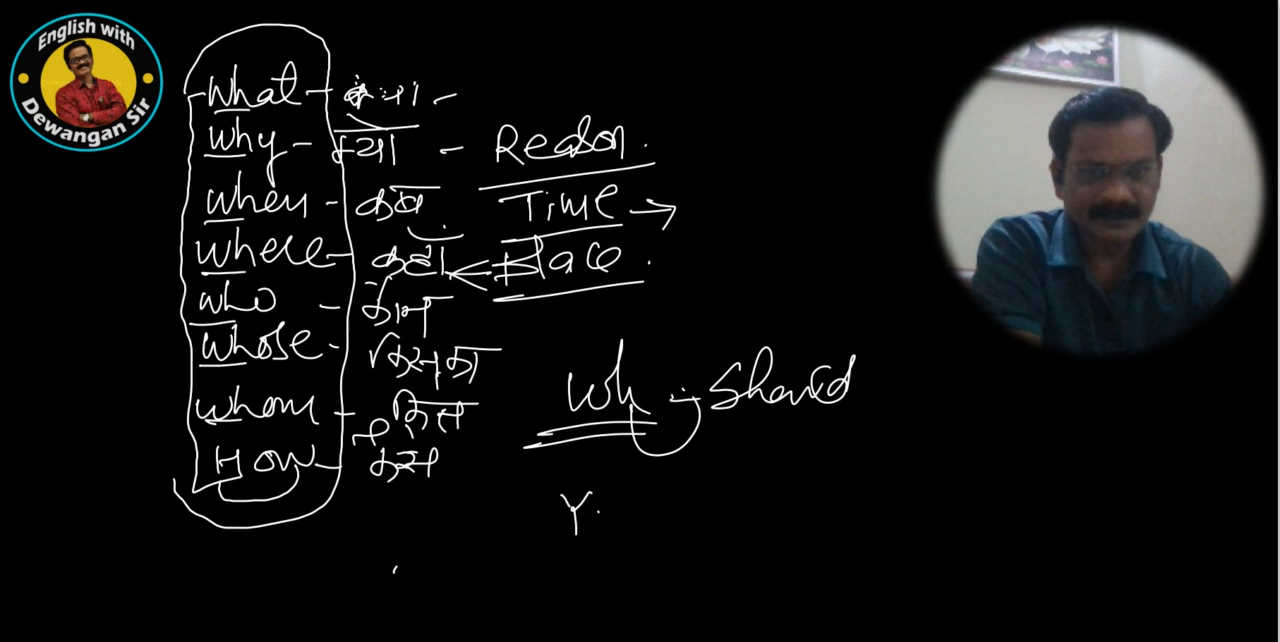 English with
Dewangan Sir
What - क्या -
Why - क्यों - Reason.
When - कब Time →
Where - कहाँ ← Place.
Who - कौन
Whose - किसका
Whom - किसे
Wh - Should
How - कैसे
Y.